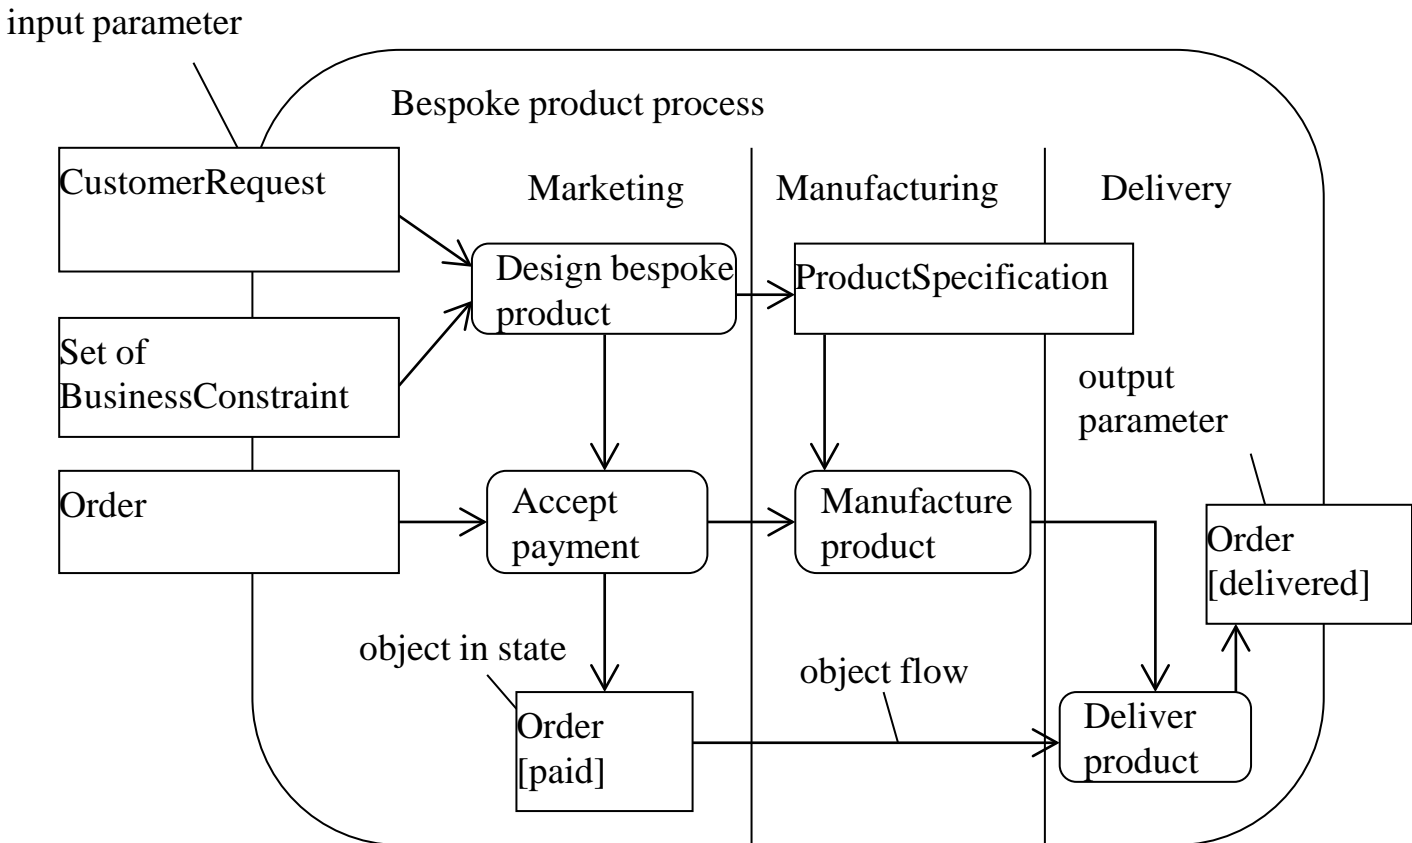 input parameter
Bespoke product process
CustomerRequest
Marketing
Manufacturing
Delivery
Design bespoke
product
ProductSpecification
Set of
BusinessConstraint
output
parameter
Order
Accept
payment
Manufacture
product
Order
[delivered]
object in state
object flow
Order
[paid]
Deliver
product